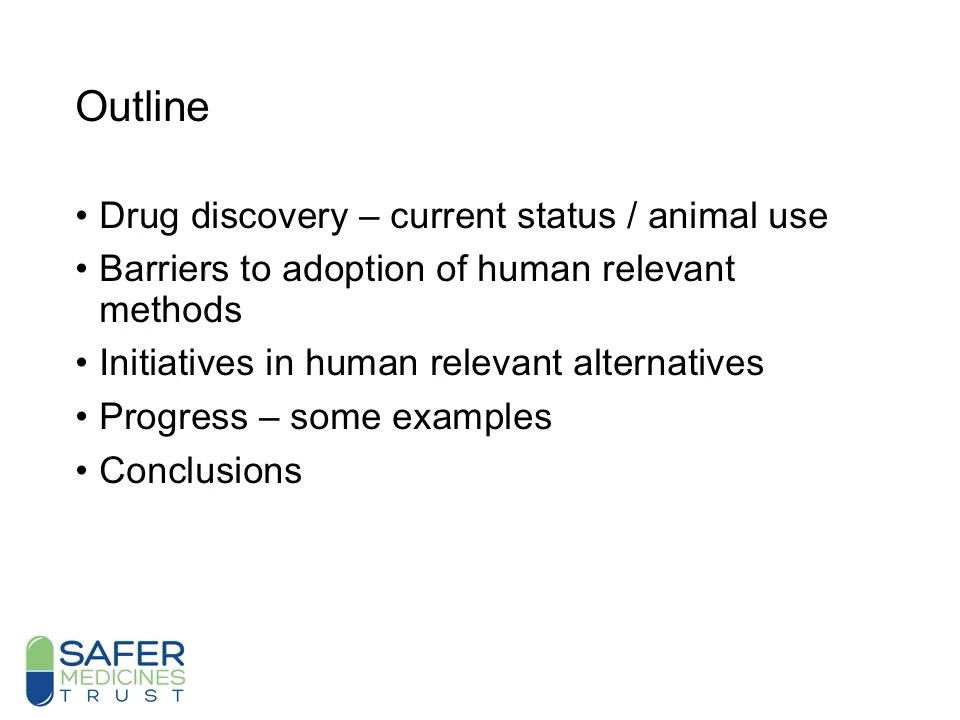 Outline
• Drug discovery – current status / animal use
• Barriers to adoption of human relevant
methods
• Initiatives in human relevant alternatives
• Progress – some examples
• Conclusions
SAFER
MEDICINES
TRUST